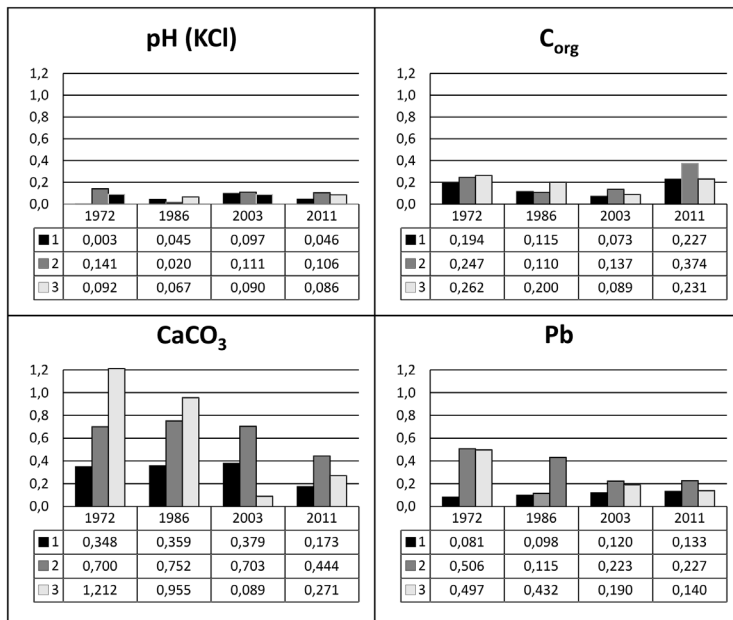 pH (KCl)
1,2
1,0
0,8
0,6
0,4
0,2
0,0
1972 1986 2003 2011
1 0,003 0,045 0,097 0,046
2 0,141 0,020 0,111 0,106
3 0,092 0,067 0,090 0,086
Corg
1,2
1,0
0,8
0,6
0,4
0,2
0,0
1972 1986 2003 2011
1 0,194 0,115 0,073 0,227
2 0,247 0,110 0,137 0,374
3 0,262 0,200 0,089 0,231
CaCO3
1,2
1,0
0,8
0,6
0,4
0,2
0,0
1972 1986 2003 2011
1 0,348 0,359 0,379 0,173
2 0,700 0,752 0,703 0,444
3 1,212 0,955 0,089 0,271
Pb
1,2
1,0
0,8
0,6
0,4
0,2
0,0
1972 1986 2003 2011
1 0,081 0,098 0,120 0,133
2 0,506 0,115 0,223 0,227
3 0,497 0,432 0,190 0,140